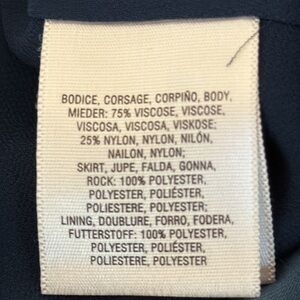 BODICE, CORSAGE, CORPIÑO, BODY,
MIEDER: 75% VISCOSE, VISCOSE,
VISCOSA, VISCOSA, VISKOSE;
25% NYLON, NYLON, NILÓN,
NAILON, NYLON;
SKIRT, JUPE, FALDA, GONNA,
ROCK: 100% POLYESTER,
POLYESTER, POLIÉSTER,
POLIESTERE, POLYESTER;
LINING, DOUBLURE, FORRO, FODERA,
FUTTERSTOFF: 100% POLYESTER,
POLYESTER, POLIÉSTER,
POLIESTERE, POLYESTER